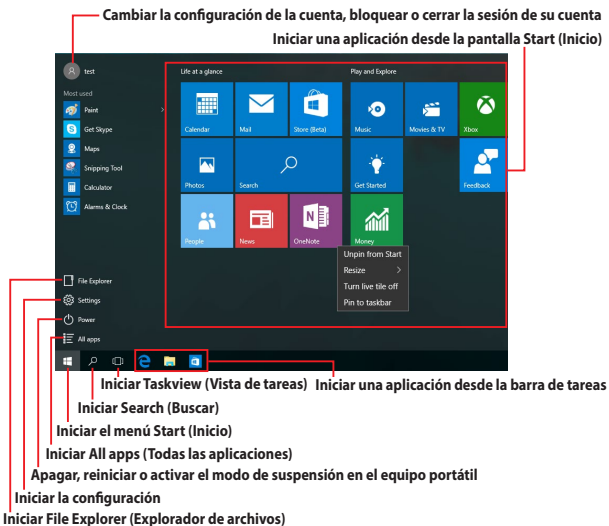 Cambiar la configuración de la cuenta, bloquear o cerrar la sesión de su cuenta
Iniciar una aplicación desde la pantalla Start (Inicio)
test
Life at a glance
Play and Explore
Most used
Paint
Get Skype
Maps
Snipping Tool
Calculator
Alarms & Clock
Calendar
Mail
Store (Beta)
Music
Movies & TV
Xbox
Photos
Search
Get Started
Feedback
People
News
OneNote
Money
Unpin from Start
Resize
Turn live tile off
Pin to taskbar
File Explorer
Settings
Power
All apps
Iniciar Taskview (Vista de tareas)
Iniciar una aplicación desde la barra de tareas
Iniciar Search (Buscar)
Iniciar el menú Start (Inicio)
Iniciar All apps (Todas las aplicaciones)
Apagar, reiniciar o activar el modo de suspensión en el equipo portátil
Iniciar la configuración
Iniciar File Explorer (Explorador de archivos)